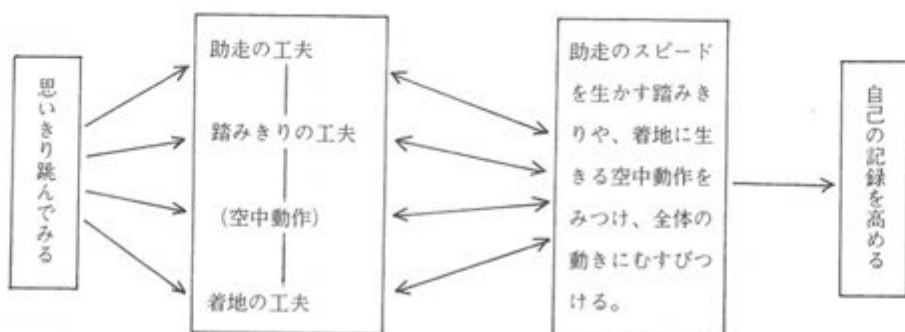 思いきり跳んでみる
助走の工夫
踏みきりの工夫
(空中動作)
着地の工夫
助走のスピード
を生かす踏みき
りや、着地に生
きる空中動作を
みつけ、全体の
動きにむすびつ
ける。
自己の記録を高める